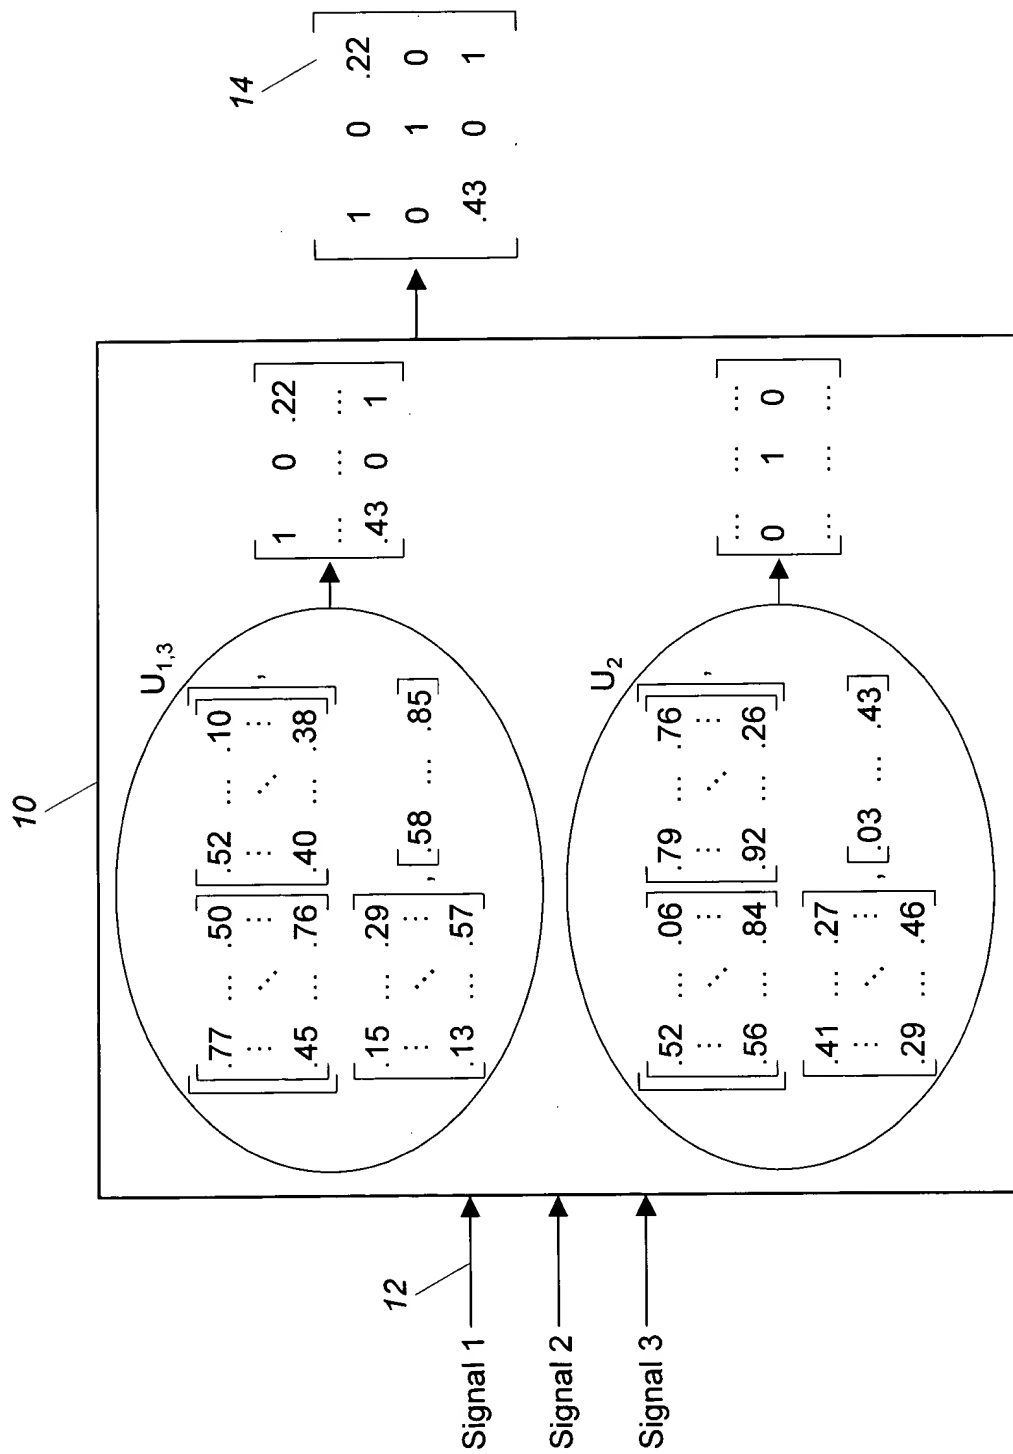 10
12
14
Signal 1
Signal 2
Signal 3
U1,3
.77 ... .50 .52 ... .10
⋮ ⋱ ⋮ ⋮ ⋱ ⋮ ,
.45 ... .76 .40 ... .38
.15 ... .29
⋮ ⋱ ⋮ , .58 ... .85
.13 ... .57
1 0 .22
... ... ...
.43 0 1
U2
.52 ... .06 .79 ... .76
⋮ ⋱ ⋮ ⋮ ⋱ ⋮ ,
.56 ... .84 .92 ... .26
.41 ... .27
⋮ ⋱ ⋮ , .03 ... .43
.29 ... .46
... ... ...
0 1 0
... ... ...
1 0 .22
0 1 0
.43 0 1